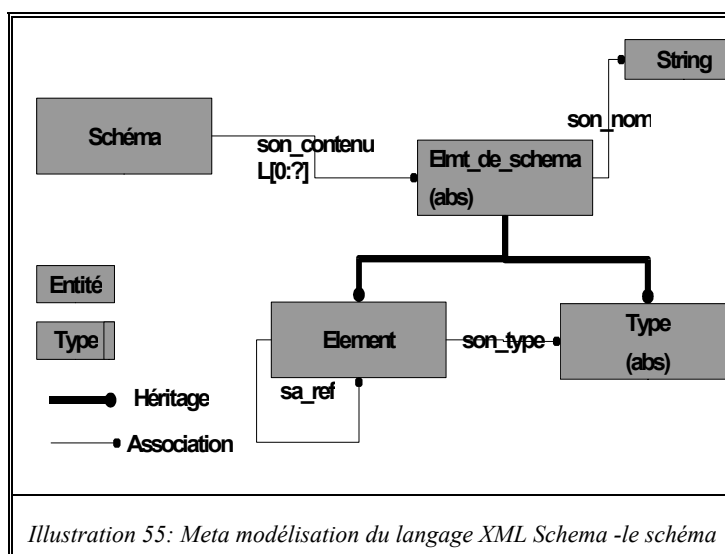 String
Schéma
son_contenu
L[0:?]
son_nom
Elmt_de_schema
(abs)
Entité
Type
Element
son_type
Type
(abs)
sa_ref
Héritage
Association
Illustration 55: Meta modélisation du langage XML Schema -le schéma